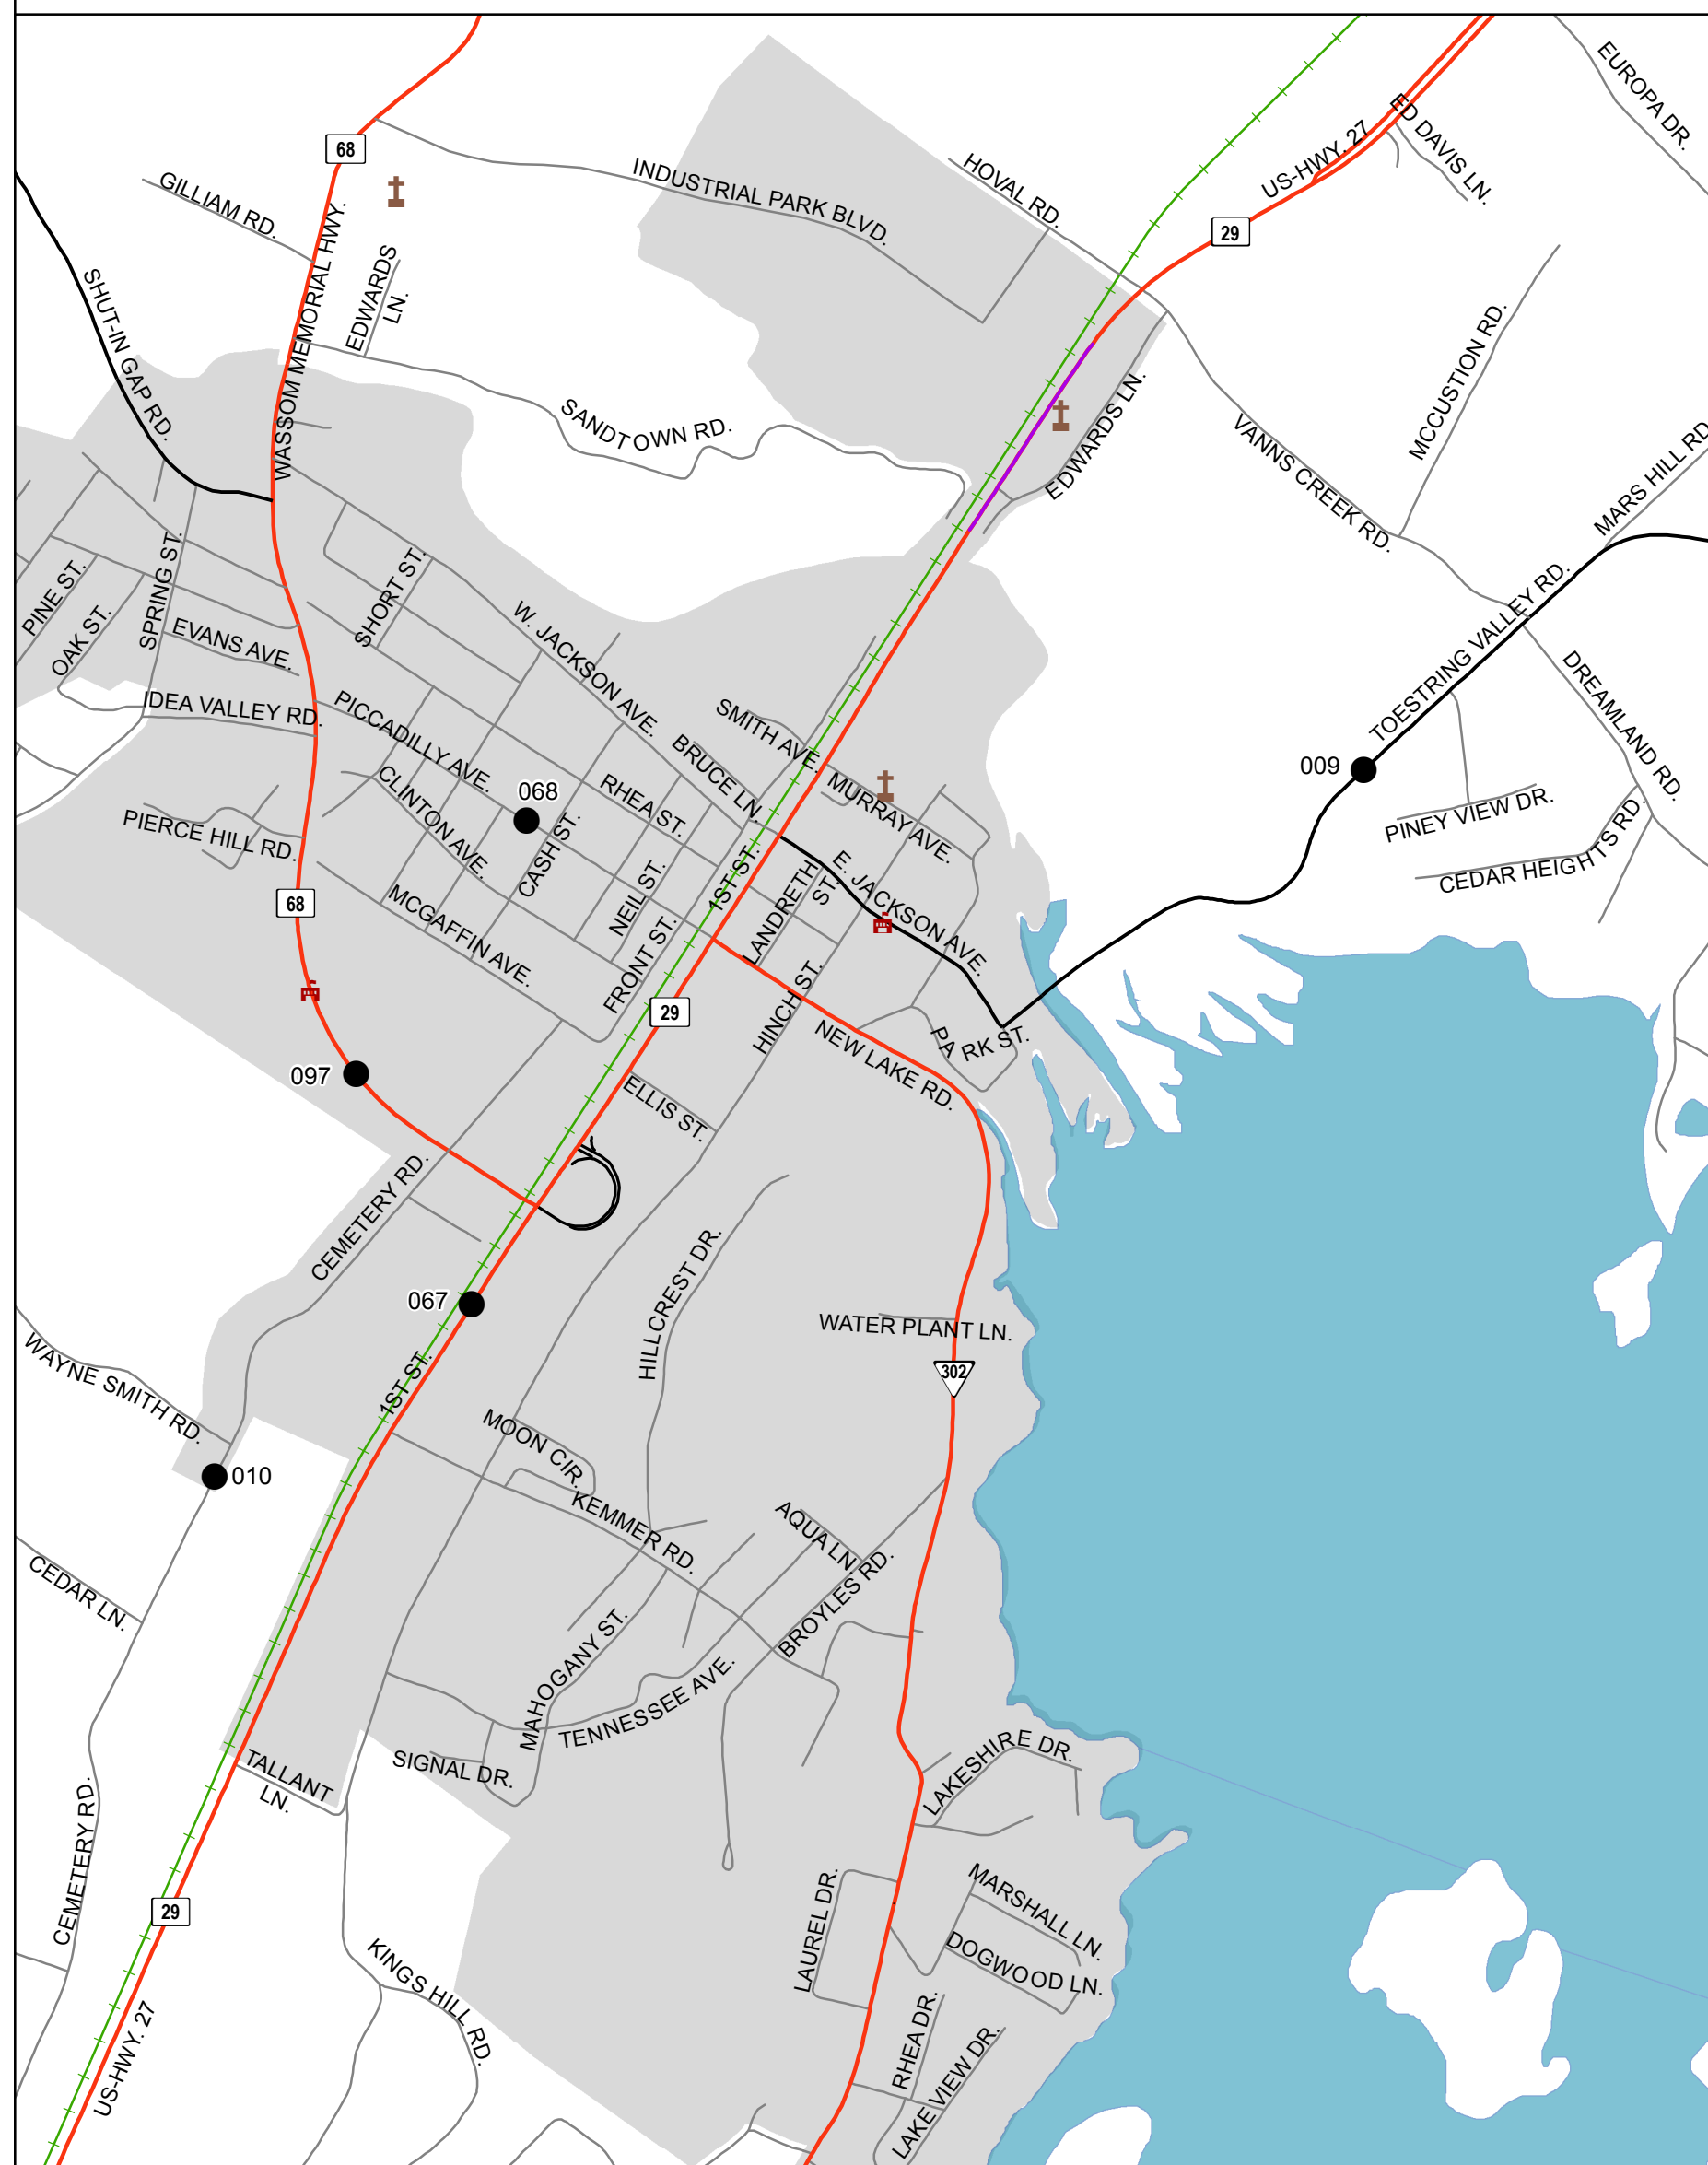 EUROPA DR.
ED DAVIS LN.
US-HWY. 27
68
HOVAL RD.
INDUSTRIAL PARK BLVD.
GILLIAM RD.
29
WASSOM MEMORIAL HWY.
EDWARDS
LN.
SHUT-IN GAP RD.
MCCUSTION RD.
EDWARDS LN.
SANDTOWN RD.
VANNS CREEK RD.
MARS HILL RD
SPRING ST.
SHORT ST.
PINE ST.
OAK ST.
EVANS AVE.
W. JACKSON AVE.
TOESTRING VALLEY RD.
DREAMLAND RD.
IDEA VALLEY RD.
PICCADILLY AVE.
SMITH AVE.
BRUCE LN.
009
068
CLINTON AVE.
RHEA ST.
MURRAY AVE.
PIERCE HILL RD.
CASH ST.
PINEY VIEW DR.
CEDAR HEIGHTS RD.
1ST ST.
NEIL ST.
LANDRETH
ST.
E. JACKSON AVE.
68
MCGAFFIN AVE.
FRONT ST.
29
HINCH ST.
NEW LAKE RD.
PARK ST.
097
ELLIS ST.
CEMETERY RD.
HILLCREST DR.
067
WATER PLANT LN.
302
WAYNE SMITH RD.
1ST ST.
010
MOON CIR.
KEMMER RD.
AQUA LN.
BROYLES RD.
CEDAR LN.
MAHOGANY ST.
TENNESSEE AVE.
SIGNAL DR.
TALLANT
LN.
LAKESHIRE DR.
CEMETERY RD.
29
LAUREL DR.
MARSHALL LN.
DOGWOOD LN.
KINGS HILL RD.
US-HWY. 27
RHEA DR.
LAKE VIEW DR.